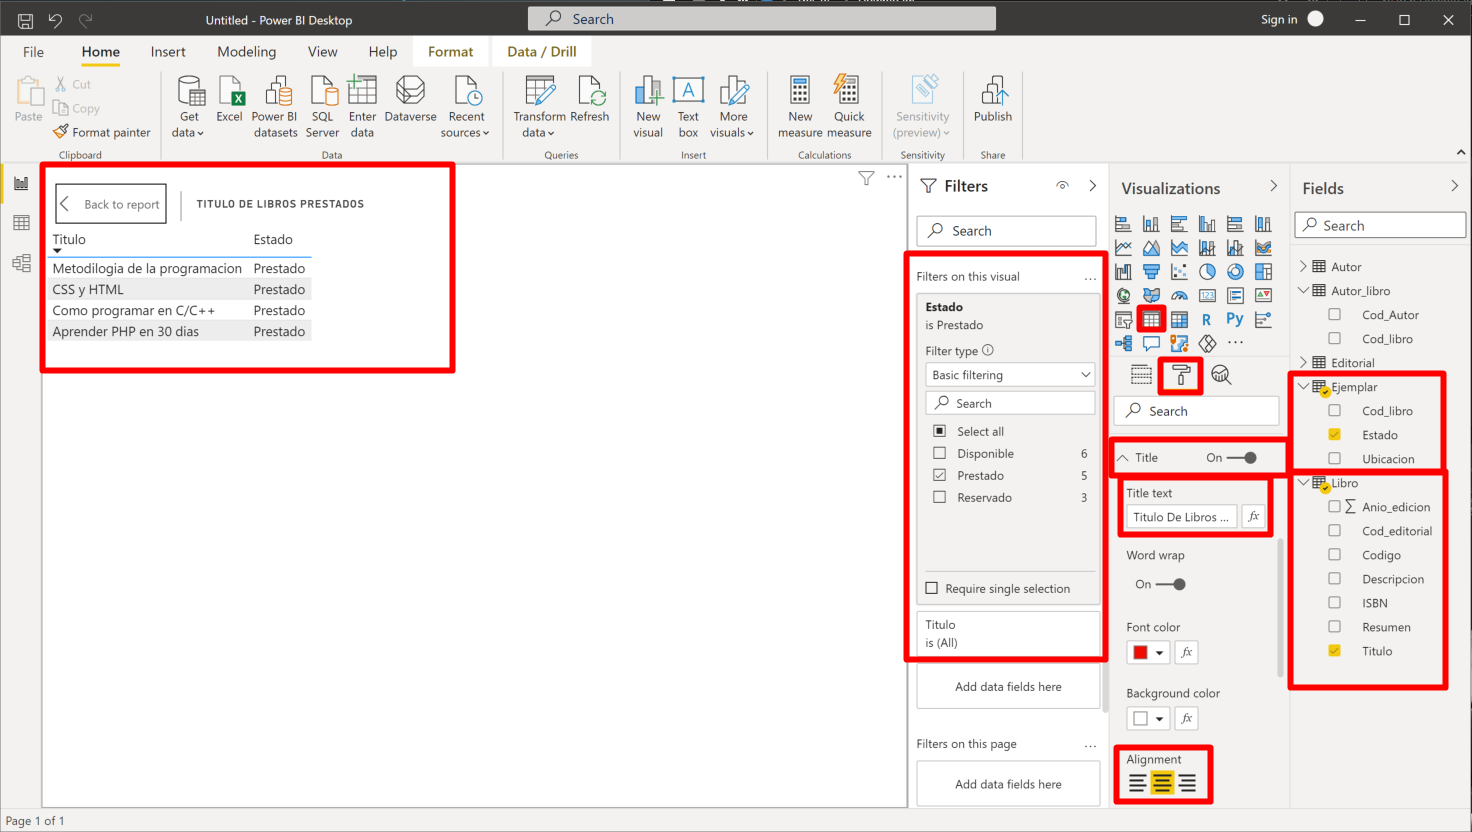 Untitled - Power BI Desktop
Search
Sign in
File
Home
Insert
Modeling
View
Help
Format
Data / Drill
Paste
Cut
Copy
Format painter
Clipboard
Get data
Excel
Power BI datasets
SQL Server
Enter data
Dataverse
Recent sources
Data
Transform data
Refresh
Queries
New visual
Text box
More visuals
Insert
New measure
Quick measure
Calculations
Sensitivity (preview)
Sensitivity
Publish
Share
Back to report
TITULO DE LIBROS PRESTADOS
Titulo Estado
Metodilogia de la programacion Prestado
CSS y HTML Prestado
Como programar en C/C++ Prestado
Aprender PHP en 30 dias Prestado
Filters
Search
Filters on this visual
Estado
is Prestado
Filter type
Basic filtering
Search
Select all
Disponible 6
Prestado 5
Reservado 3
Require single selection
Titulo
is (All)
Add data fields here
Filters on this page
Add data fields here
Visualizations
123
R
Py
Search
Title On
Title text
Titulo De Libros ... fx
Word wrap
On
Font color
fx
Background color
fx
Alignment
Fields
Search
Autor
Autor_libro
Cod_Autor
Cod_libro
Editorial
Ejemplar
Cod_libro
Estado
Ubicacion
Libro
Σ Anio_edicion
Cod_editorial
Codigo
Descripcion
ISBN
Resumen
Titulo
Page 1 of 1